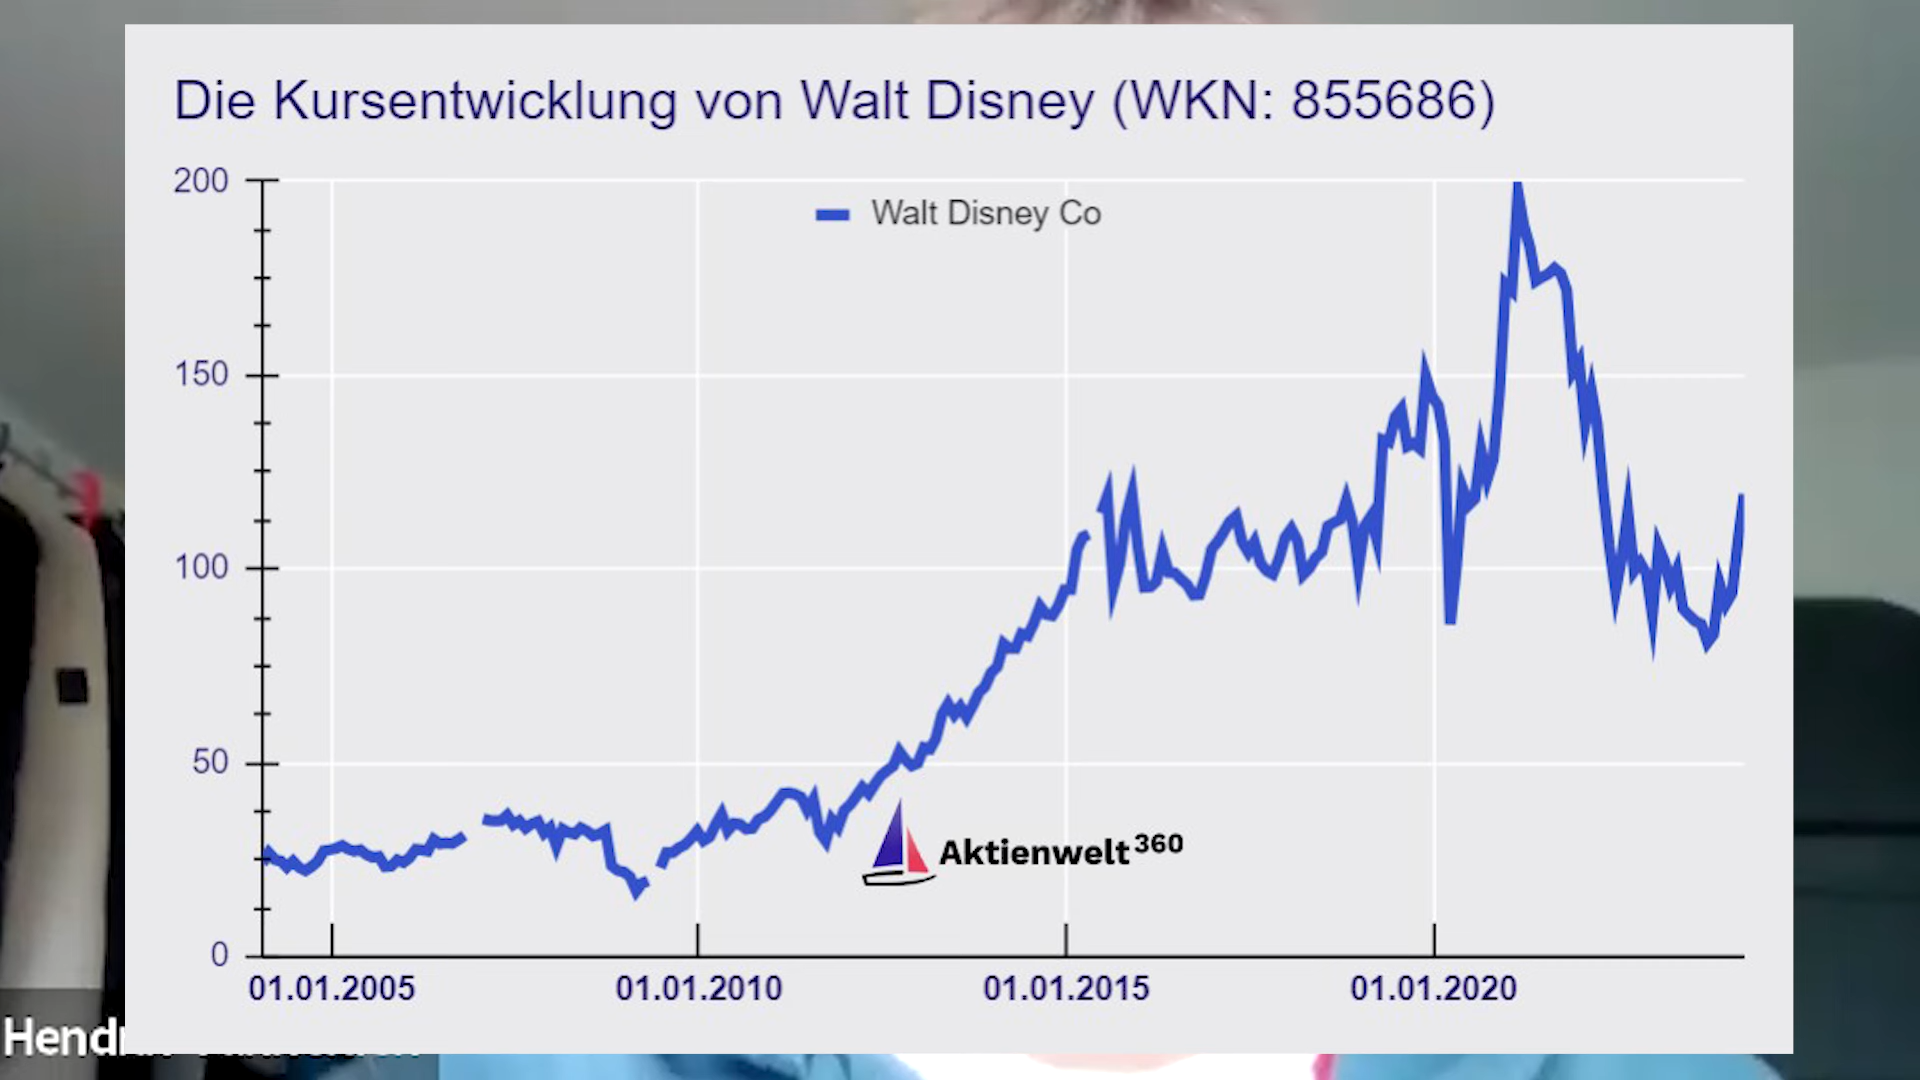 Die Kursentwicklung von Walt Disney (WKN: 855686)
200
Walt Disney Co
150
100
50
Aktienwelt360
0
01.01.2005 01.01.2010 01.01.2015 01.01.2020